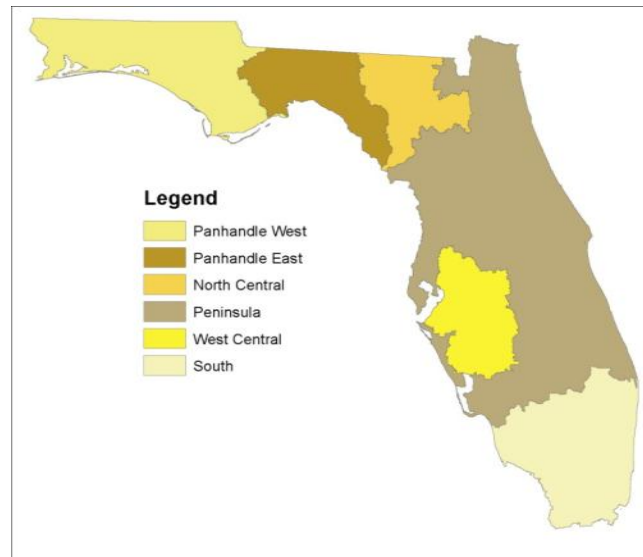 Legend
Panhandle West
Panhandle East
North Central
Peninsula
West Central
South